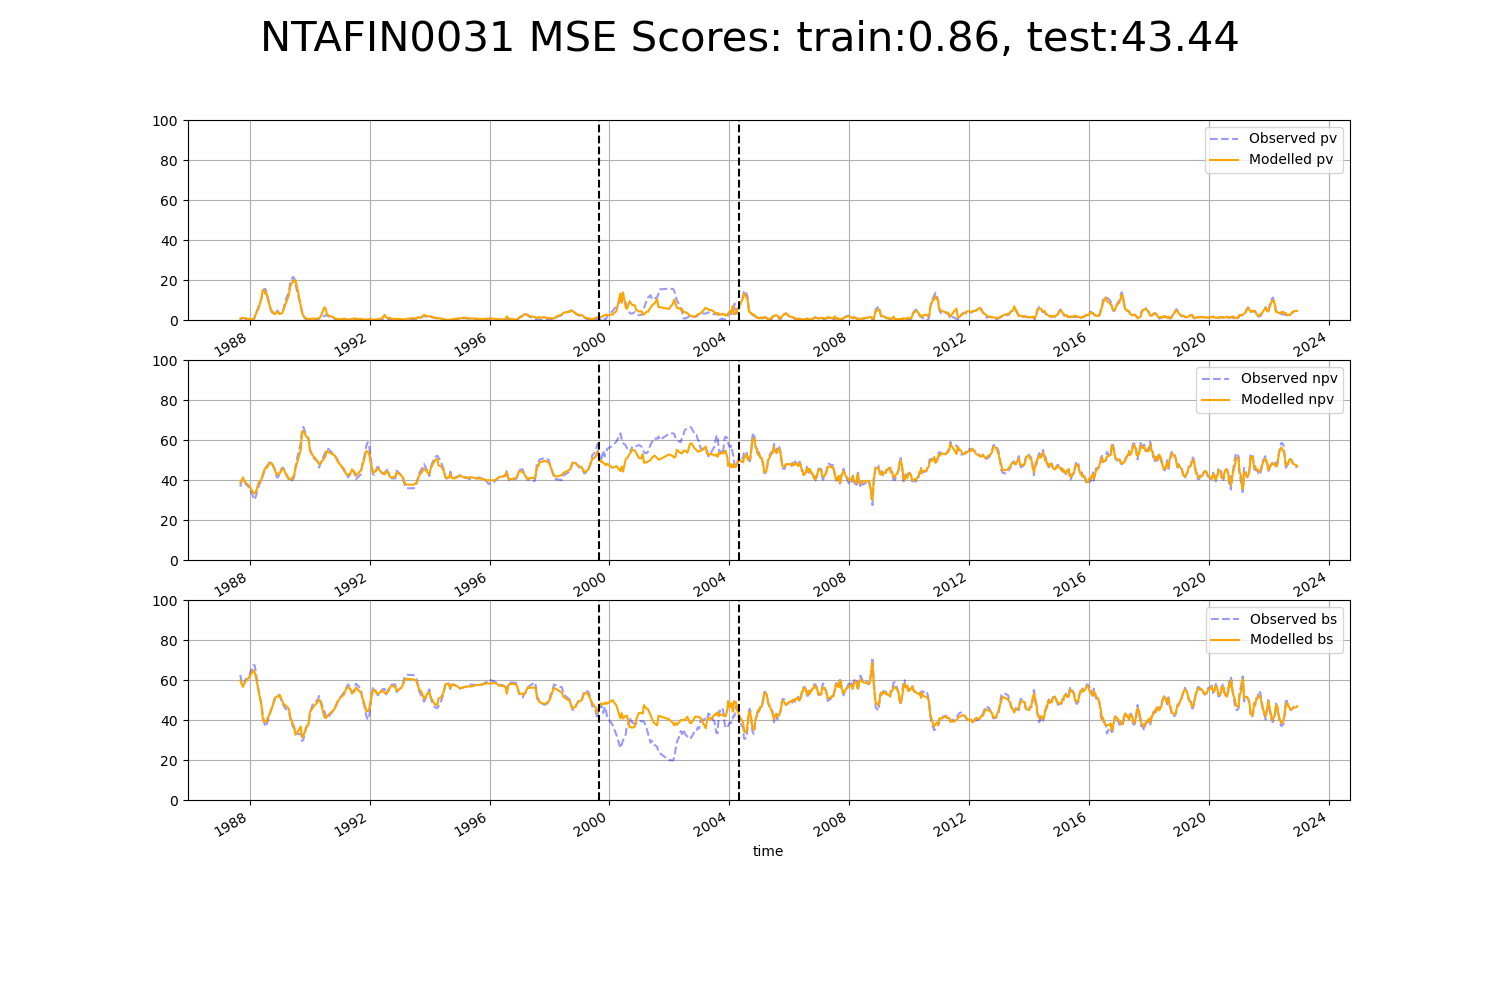 NTAFIN0031 MSE Scores: train:0.86, test:43.44
100
80
60
40
20
0
Observed pv
Modelled pv
1988 1992 1996 2000 2004 2008 2012 2016 2020 2024
100
80
60
40
20
0
Observed npv
Modelled npv
1988 1992 1996 2000 2004 2008 2012 2016 2020 2024
100
80
60
40
20
0
Observed bs
Modelled bs
1988 1992 1996 2000 2004 2008 2012 2016 2020 2024
time